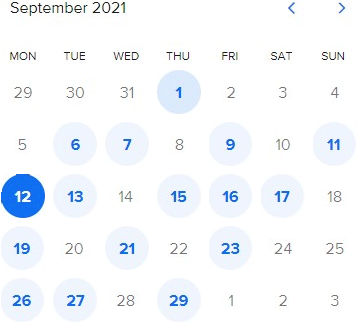 September 2021
MON TUE WED THU FRI SAT SUN
29 30 31 1 2 3 4
5 6 7 8 9 10 11
12 13 14 15 16 17 18
19 20 21 22 23 24 25
26 27 28 29 1 2 3